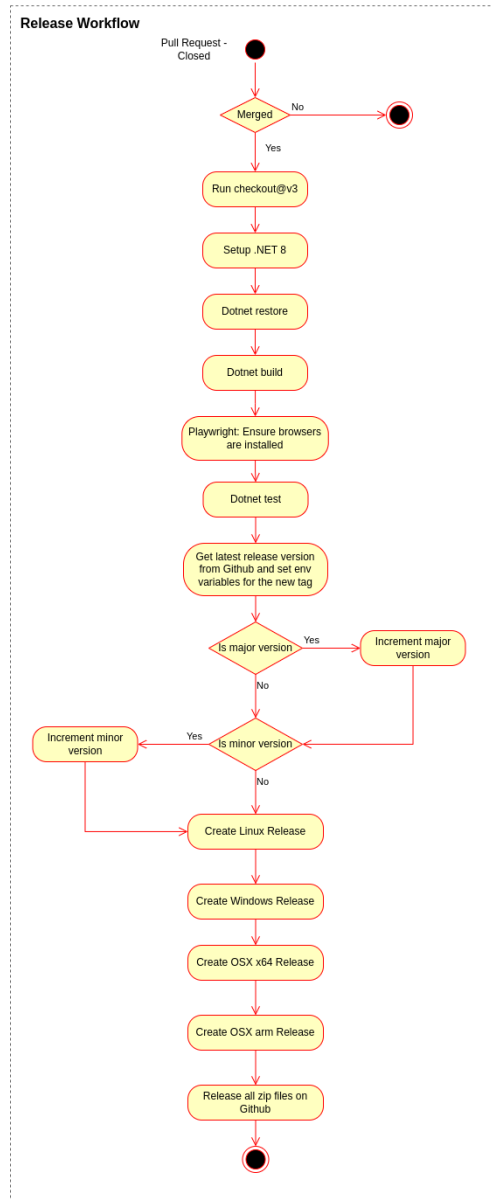 Release Workflow
Pull Request -
Closed
Merged
No
Yes
Run checkout@v3
Setup .NET 8
Dotnet restore
Dotnet build
Playwright: Ensure browsers
are installed
Dotnet test
Get latest release version
from Github and set env
variables for the new tag
Is major version
Yes
Increment major
version
No
Is minor version
Yes
Increment minor
version
No
Create Linux Release
Create Windows Release
Create OSX x64 Release
Create OSX arm Release
Release all zip files on
Github